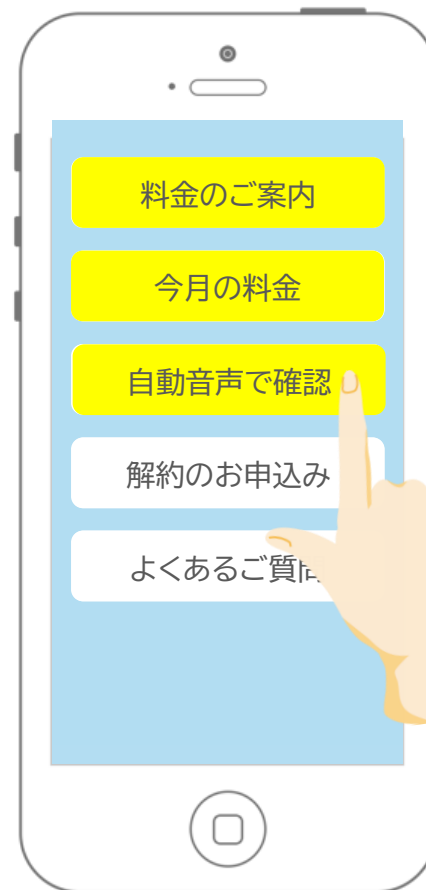 料金のご案内
今月の料金
自動音声で確認
解約のお申込み
よくあるご質問